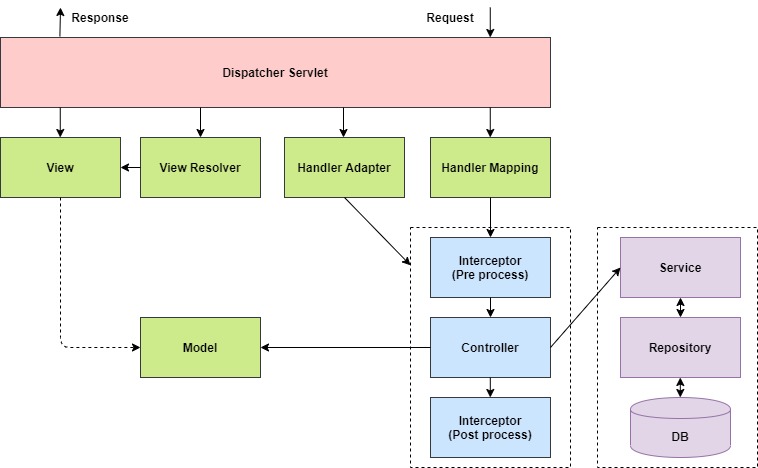 Response
Request
Dispatcher Servlet
View
View Resolver
Handler Adapter
Handler Mapping
Interceptor
(Pre process)
Service
Model
Controller
Repository
Interceptor
(Post process)
DB